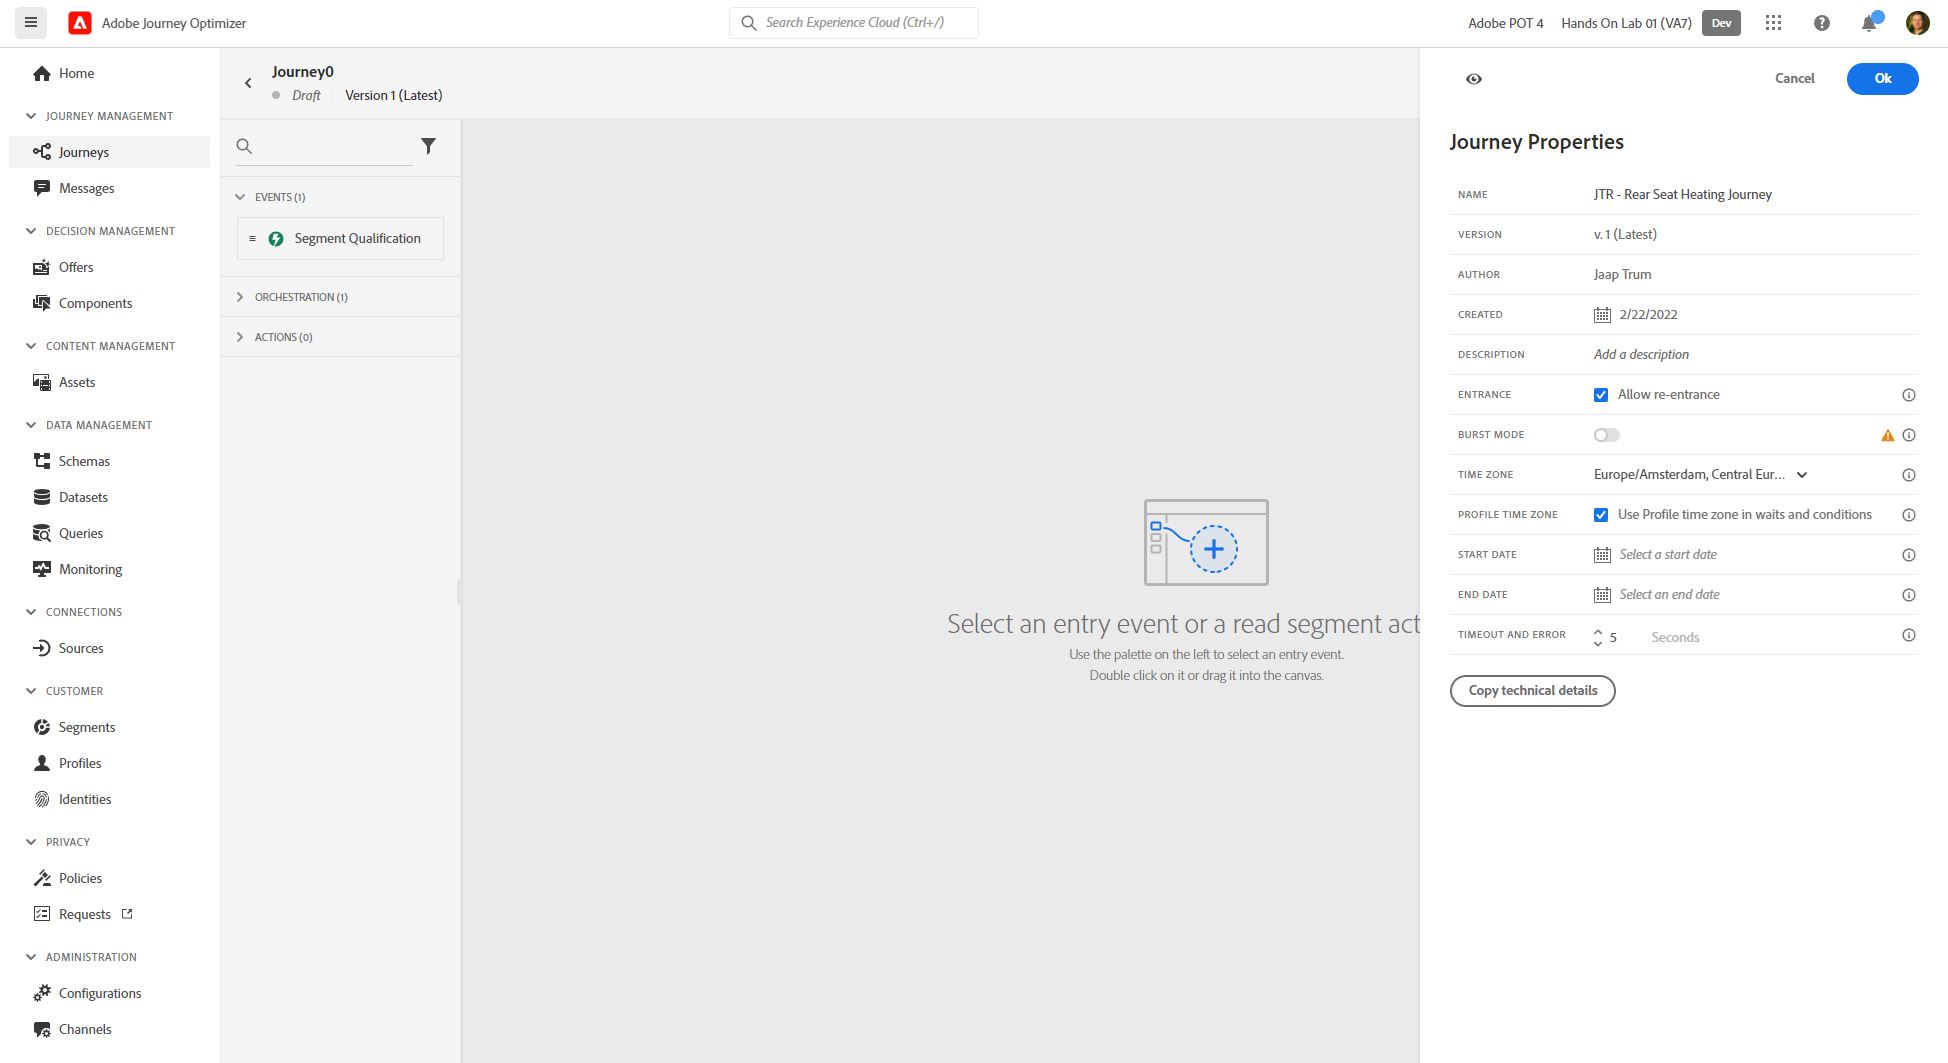 Adobe Journey Optimizer
Search Experience Cloud (Ctrl+/)
Adobe POT 4
Hands On Lab 01 (VA7)
Dev
Home
JOURNEY MANAGEMENT
Journeys
Messages
DECISION MANAGEMENT
Offers
Components
CONTENT MANAGEMENT
Assets
DATA MANAGEMENT
Schemas
Datasets
Queries
Monitoring
CONNECTIONS
Sources
CUSTOMER
Segments
Profiles
Identities
PRIVACY
Policies
Requests
ADMINISTRATION
Configurations
Channels
Journey0
Draft
Version 1 (Latest)
EVENTS (1)
Segment Qualification
ORCHESTRATION (1)
ACTIONS (0)
Select an entry event or a read segment act
Use the palette on the left to select an entry event.
Double click on it or drag it into the canvas.
Cancel
Ok
Journey Properties
NAME JTR - Rear Seat Heating Journey
VERSION v. 1 (Latest)
AUTHOR Jaap Trum
CREATED 2/22/2022
DESCRIPTION Add a description
ENTRANCE Allow re-entrance
BURST MODE
TIME ZONE Europe/Amsterdam, Central Eur...
PROFILE TIME ZONE Use Profile time zone in waits and conditions
START DATE Select a start date
END DATE Select an end date
TIMEOUT AND ERROR 5 Seconds
Copy technical details